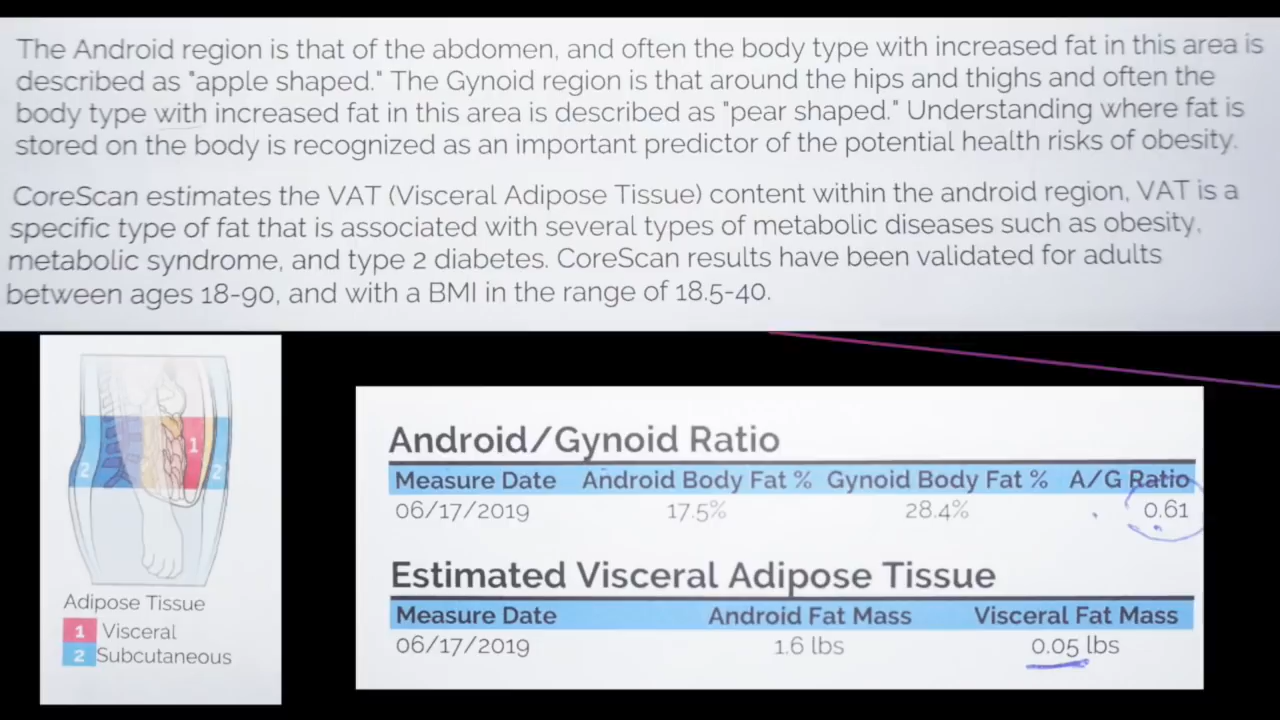 The Android region is that of the abdomen, and often the body type with increased fat in this area is
described as "apple shaped." The Gynoid region is that around the hips and thighs and often the
body type with increased fat in this area is described as "pear shaped." Understanding where fat is
stored on the body is recognized as an important predictor of the potential health risks of obesity.
CoreScan estimates the VAT (Visceral Adipose Tissue) content within the android region, VAT is a
specific type of fat that is associated with several types of metabolic diseases such as obesity,
metabolic syndrome, and type 2 diabetes. CoreScan results have been validated for adults
between ages 18-90, and with a BMI in the range of 18.5-40.
1
2
2
Adipose Tissue
1 Visceral
2 Subcutaneous
Android/Gynoid Ratio
Measure Date Android Body Fat % Gynoid Body Fat % A/G Ratio
06/17/2019 17.5% 28.4% 0.61
Estimated Visceral Adipose Tissue
Measure Date Android Fat Mass Visceral Fat Mass
06/17/2019 1.6 lbs 0.05 lbs